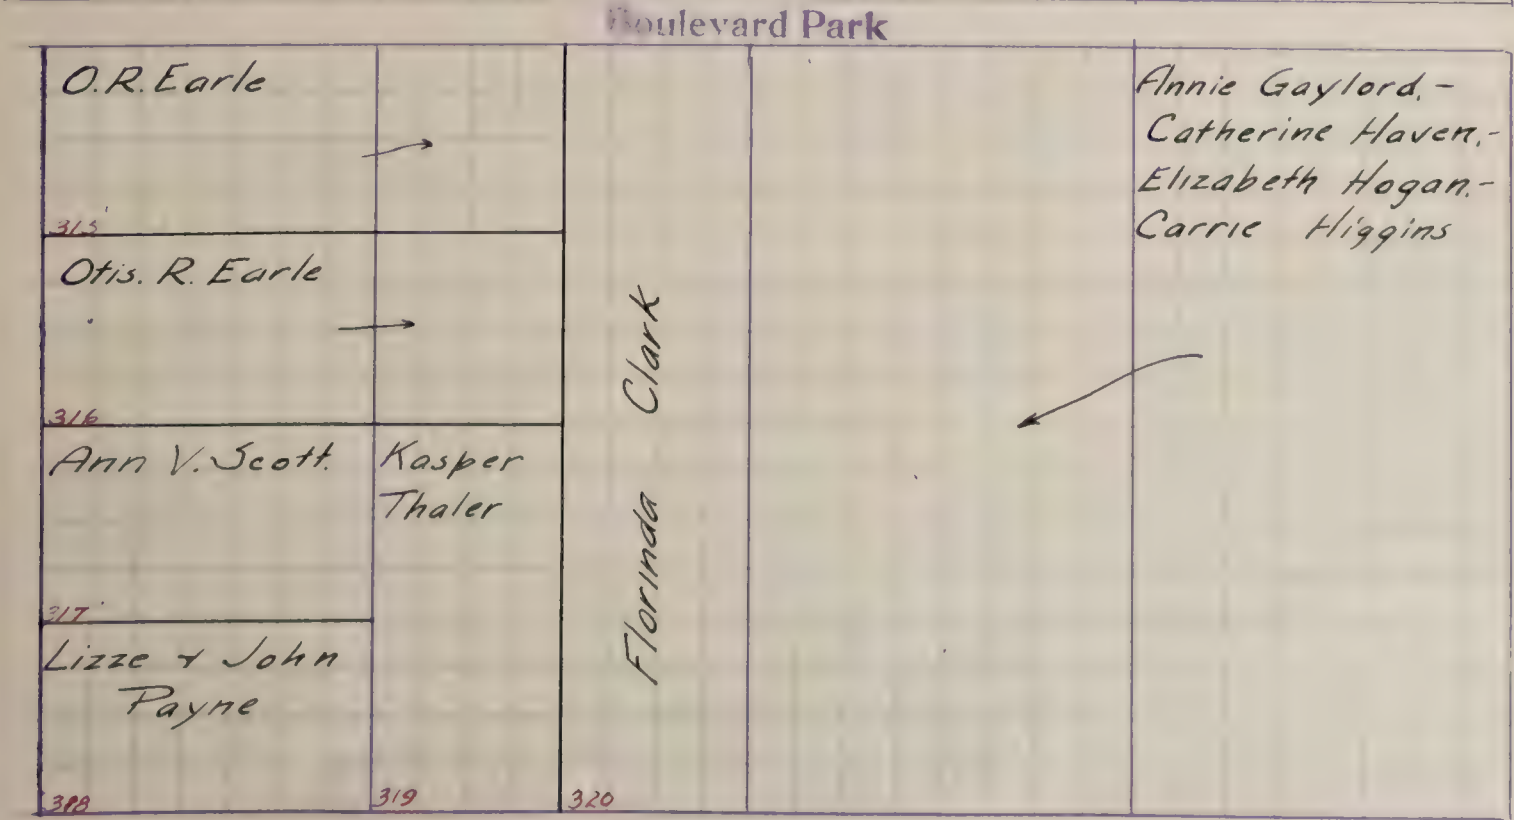 Boulevard Park
O.R. Earle
315
Otis. R. Earle
316
Ann V. Scott.
317
Lizze & John
Payne
318
Kasper
Thaler
319
Florinda Clark
320
Annie Gaylord.-
Catherine Haven.-
Elizabeth Hogan.-
Carrie Higgins